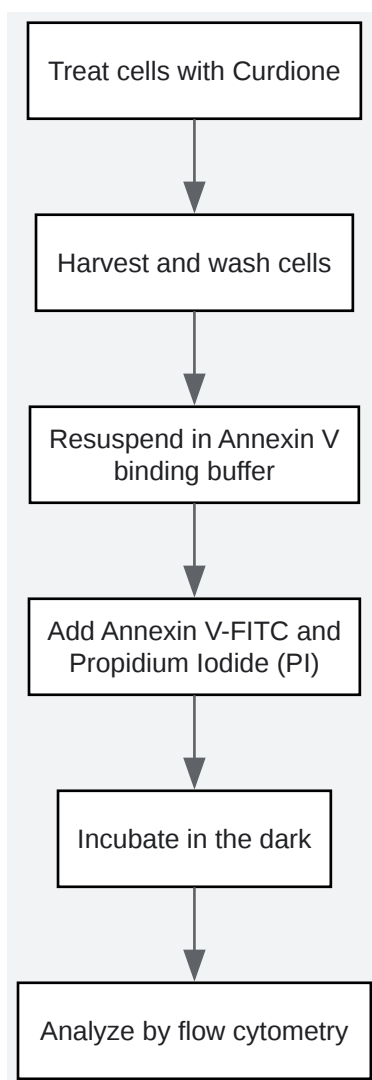 Treat cells with Curdione
Harvest and wash cells
Resuspend in Annexin V
binding buffer
Add Annexin V-FITC and
Propidium Iodide (PI)
Incubate in the dark
Analyze by flow cytometry